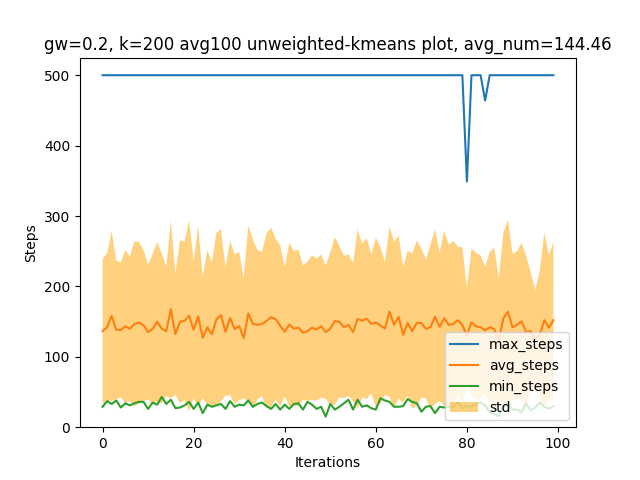 gw=0.2, k=200 avg100 unweighted-kmeans plot, avg_num=144.46
500
400
300
200
100
0
Steps
max_steps
avg_steps
min_steps
std
0 20 40 60 80 100
Iterations